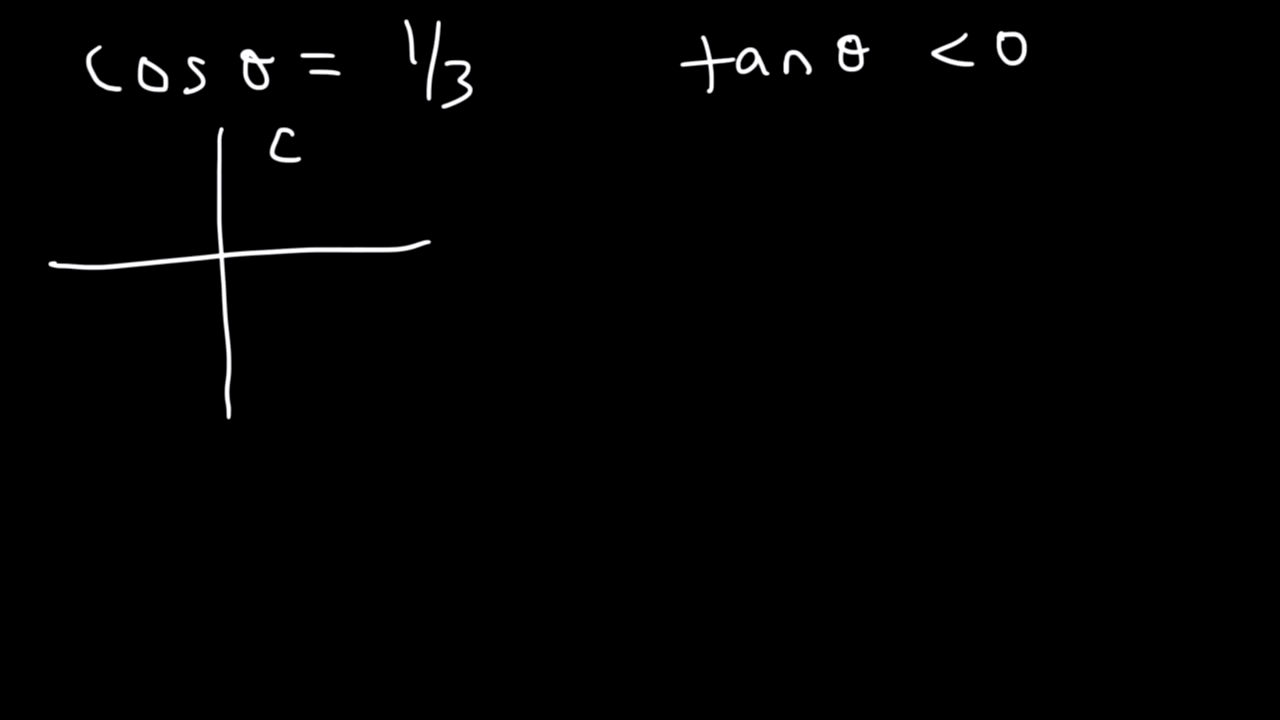 cos θ = 1/3 tan θ < 0
C